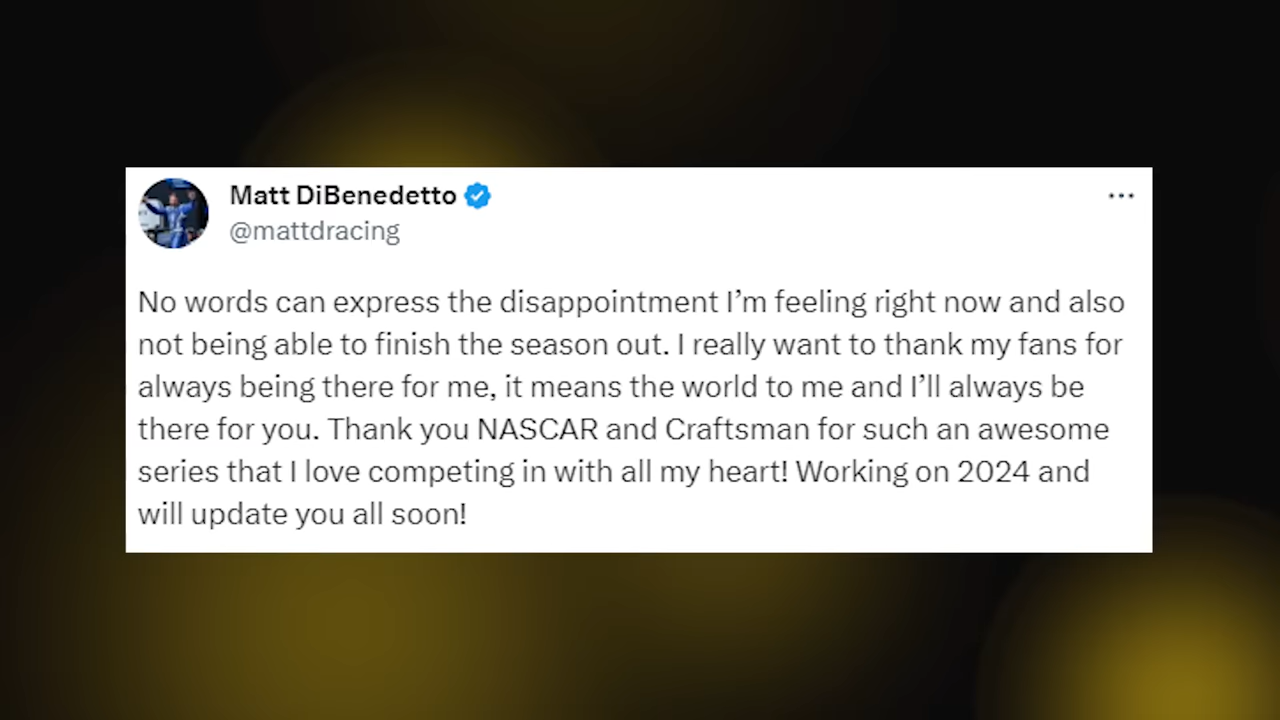 Matt DiBenedetto
@mattdracing
No words can express the disappointment I’m feeling right now and also
not being able to finish the season out. I really want to thank my fans for
always being there for me, it means the world to me and I’ll always be
there for you. Thank you NASCAR and Craftsman for such an awesome
series that I love competing in with all my heart! Working on 2024 and
will update you all soon!